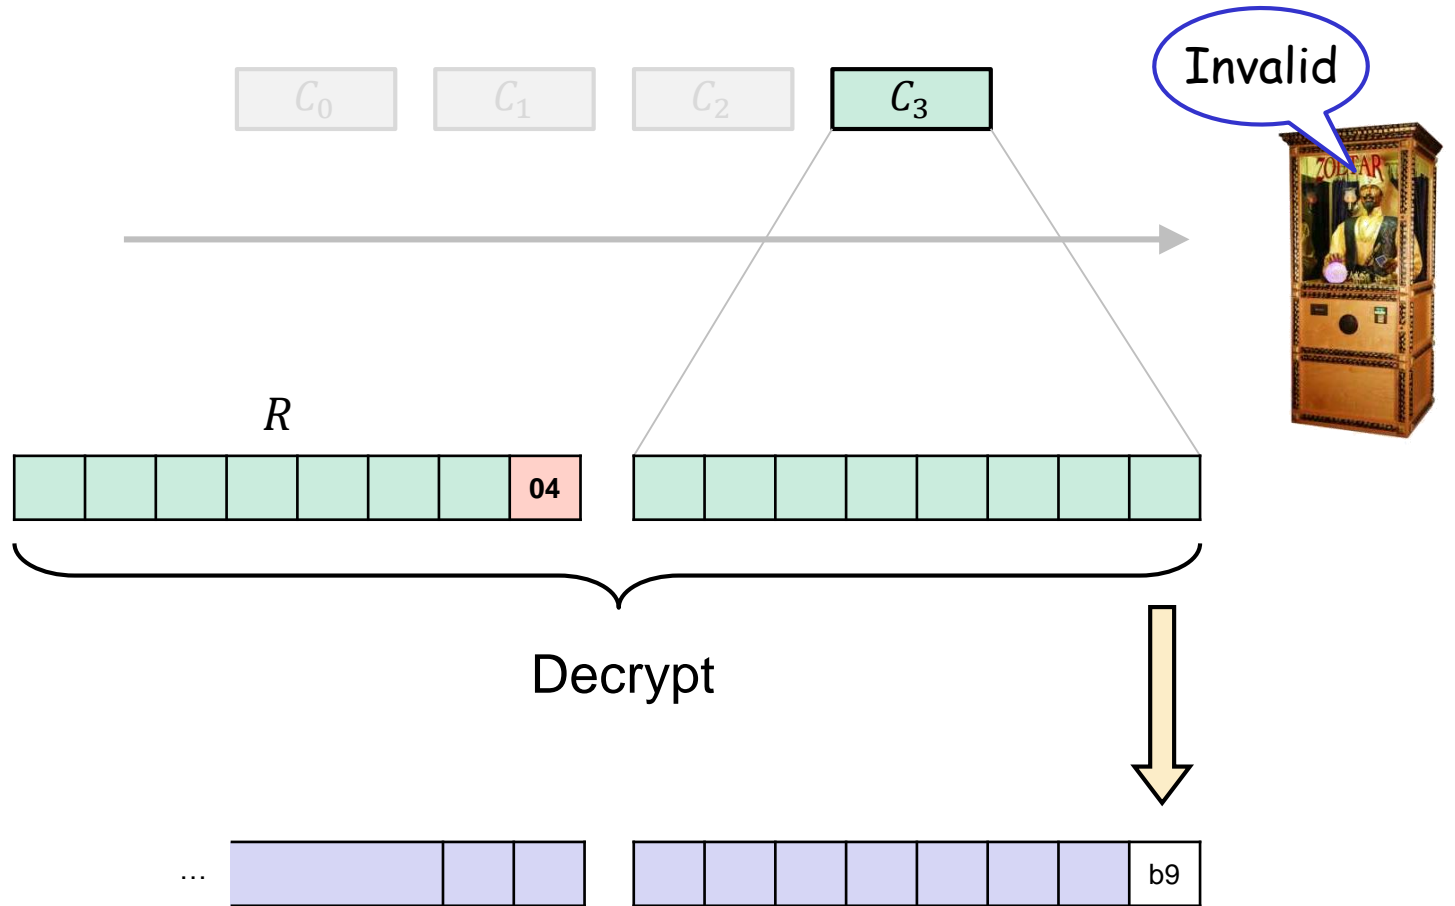 Invalid
C₀ C₁ C₂ C₃
ZOLTAR
R
04
Decrypt
... b9